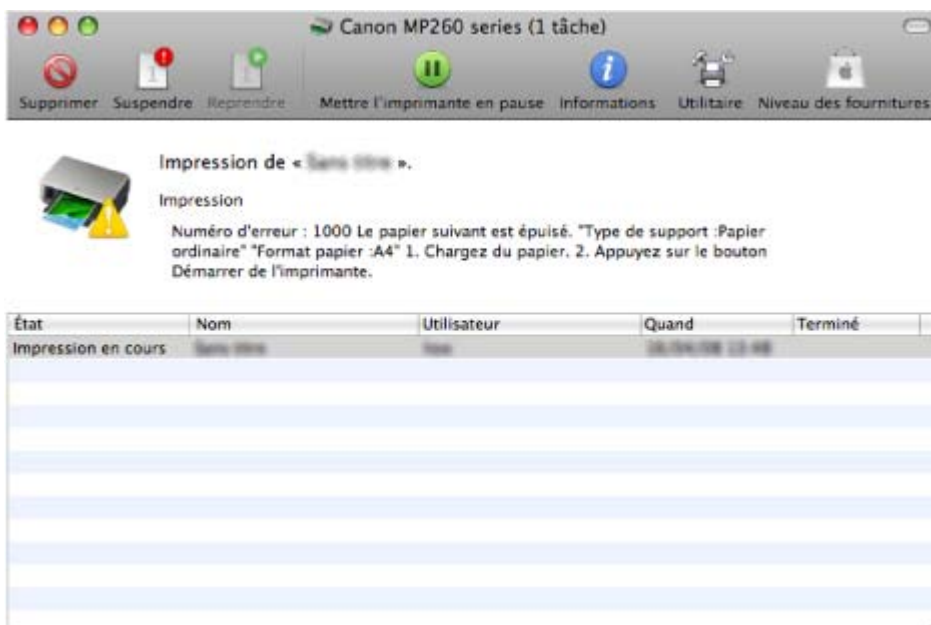 Canon MP260 series (1 tâche)
Supprimer Suspendre Reprendre Mettre l'imprimante en pause Informations Utilitaire Niveau des fournitures
Impression de « ».
Impression
Numéro d'erreur : 1000 Le papier suivant est épuisé. "Type de support :Papier
ordinaire" "Format papier :A4" 1. Chargez du papier. 2. Appuyez sur le bouton
Démarrer de l'imprimante.
État Nom Utilisateur Quand Terminé
Impression en cours